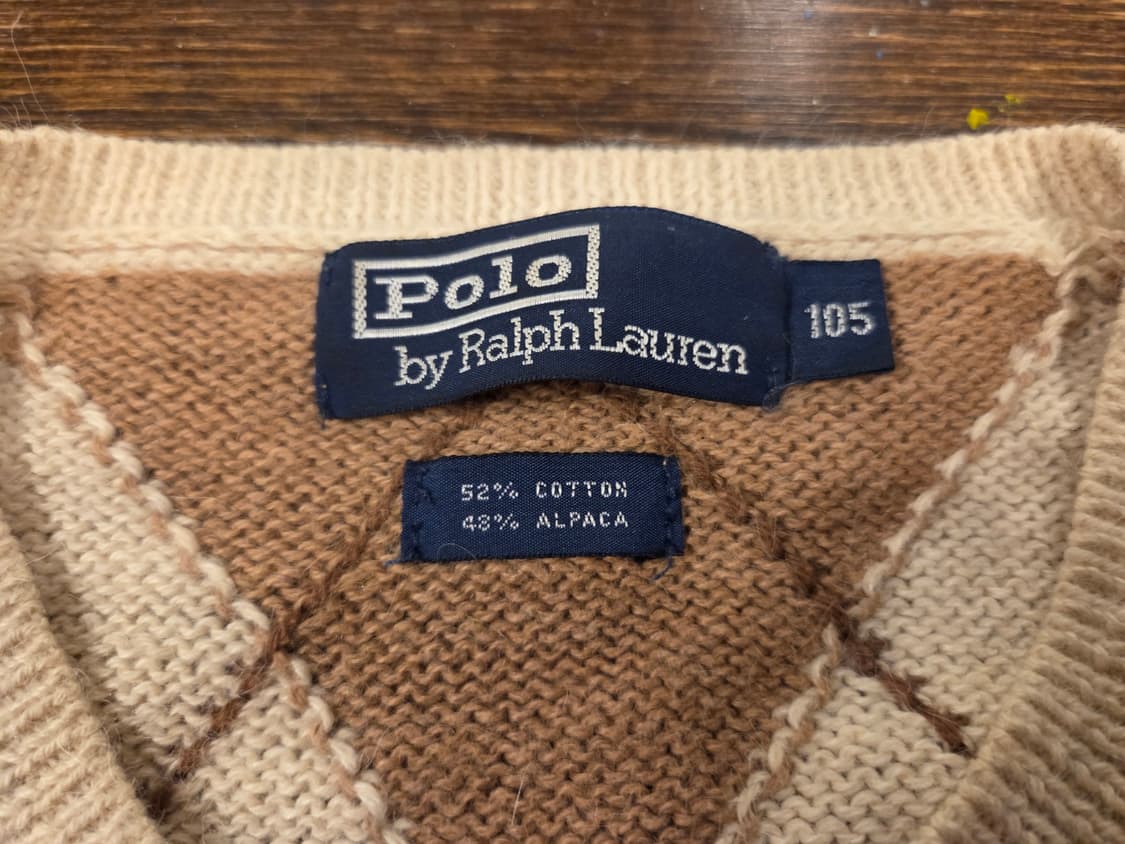 Polo
by Ralph Lauren
105
52% COTTON
48% ALPACA